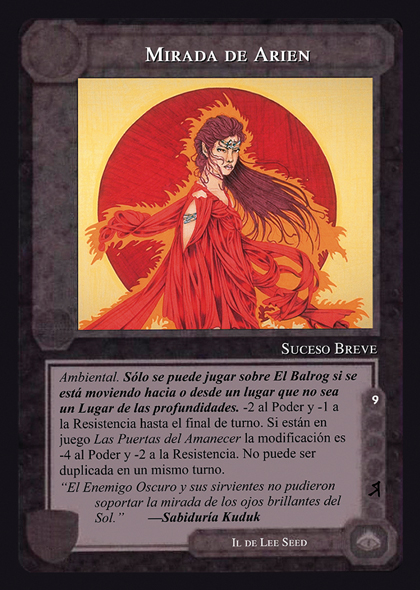 Mirada de Arien
Suceso Breve
Ambiental. Sólo se puede jugar sobre El Balrog si se
está moviendo hacia o desde un lugar que no sea
un Lugar de las profundidades. -2 al Poder y -1 a
la Resistencia hasta el final de turno. Si están en
juego Las Puertas del Amanecer la modificación es
-4 al Poder y -2 a la Resistencia. No puede ser
duplicada en un mismo turno.
9
“El Enemigo Oscuro y sus sirvientes no pudieron
soportar la mirada de los ojos brillantes del
Sol.” —Sabiduría Kuduk
Il de Lee Seed